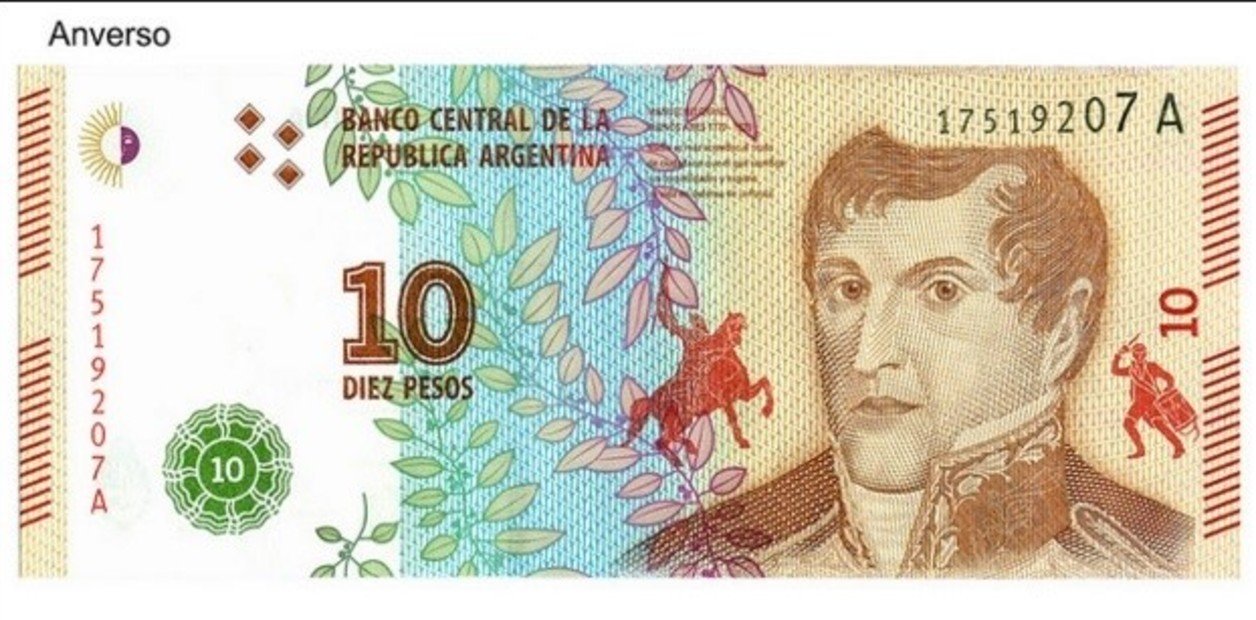 Anverso
BANCO CENTRAL DE LA
REPUBLICA ARGENTINA
17519207 A
17519207A
10
DIEZ PESOS
10
10